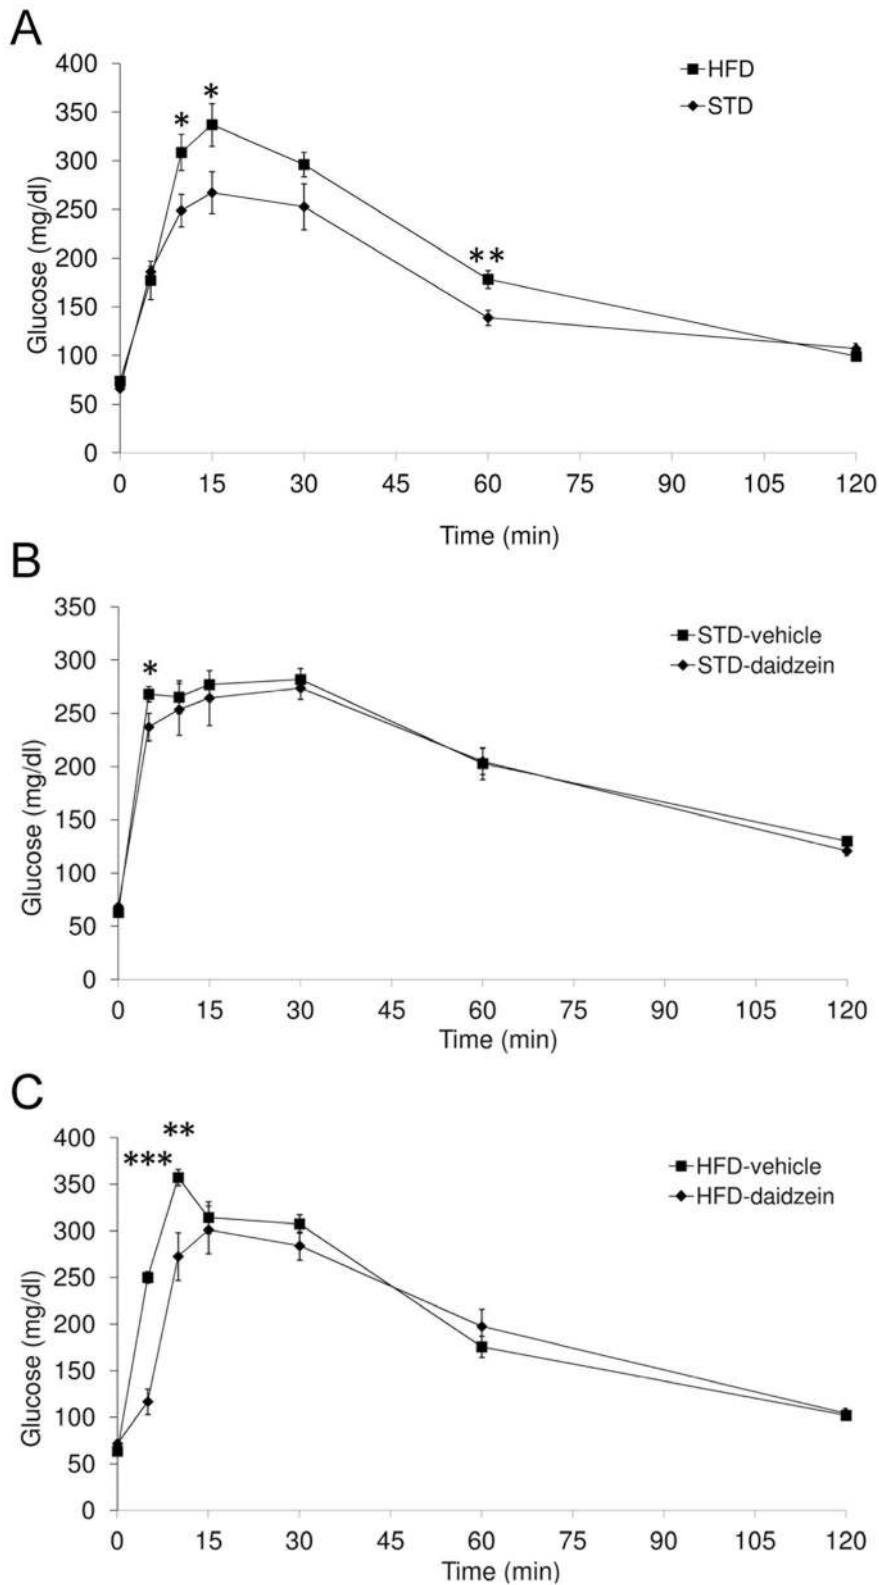 A
400
350
300
250
200
150
100
50
0
Glucose (mg/dl)
*
*
**
HFD
STD
0 15 30 45 60 75 90 105 120
Time (min)
B
350
300
250
200
150
100
50
0
Glucose (mg/dl)
*
STD-vehicle
STD-daidzein
0 15 30 45 60 75 90 105 120
Time (min)
C
400
350
300
250
200
150
100
50
0
Glucose (mg/dl)
**
***
HFD-vehicle
HFD-daidzein
0 15 30 45 60 75 90 105 120
Time (min)